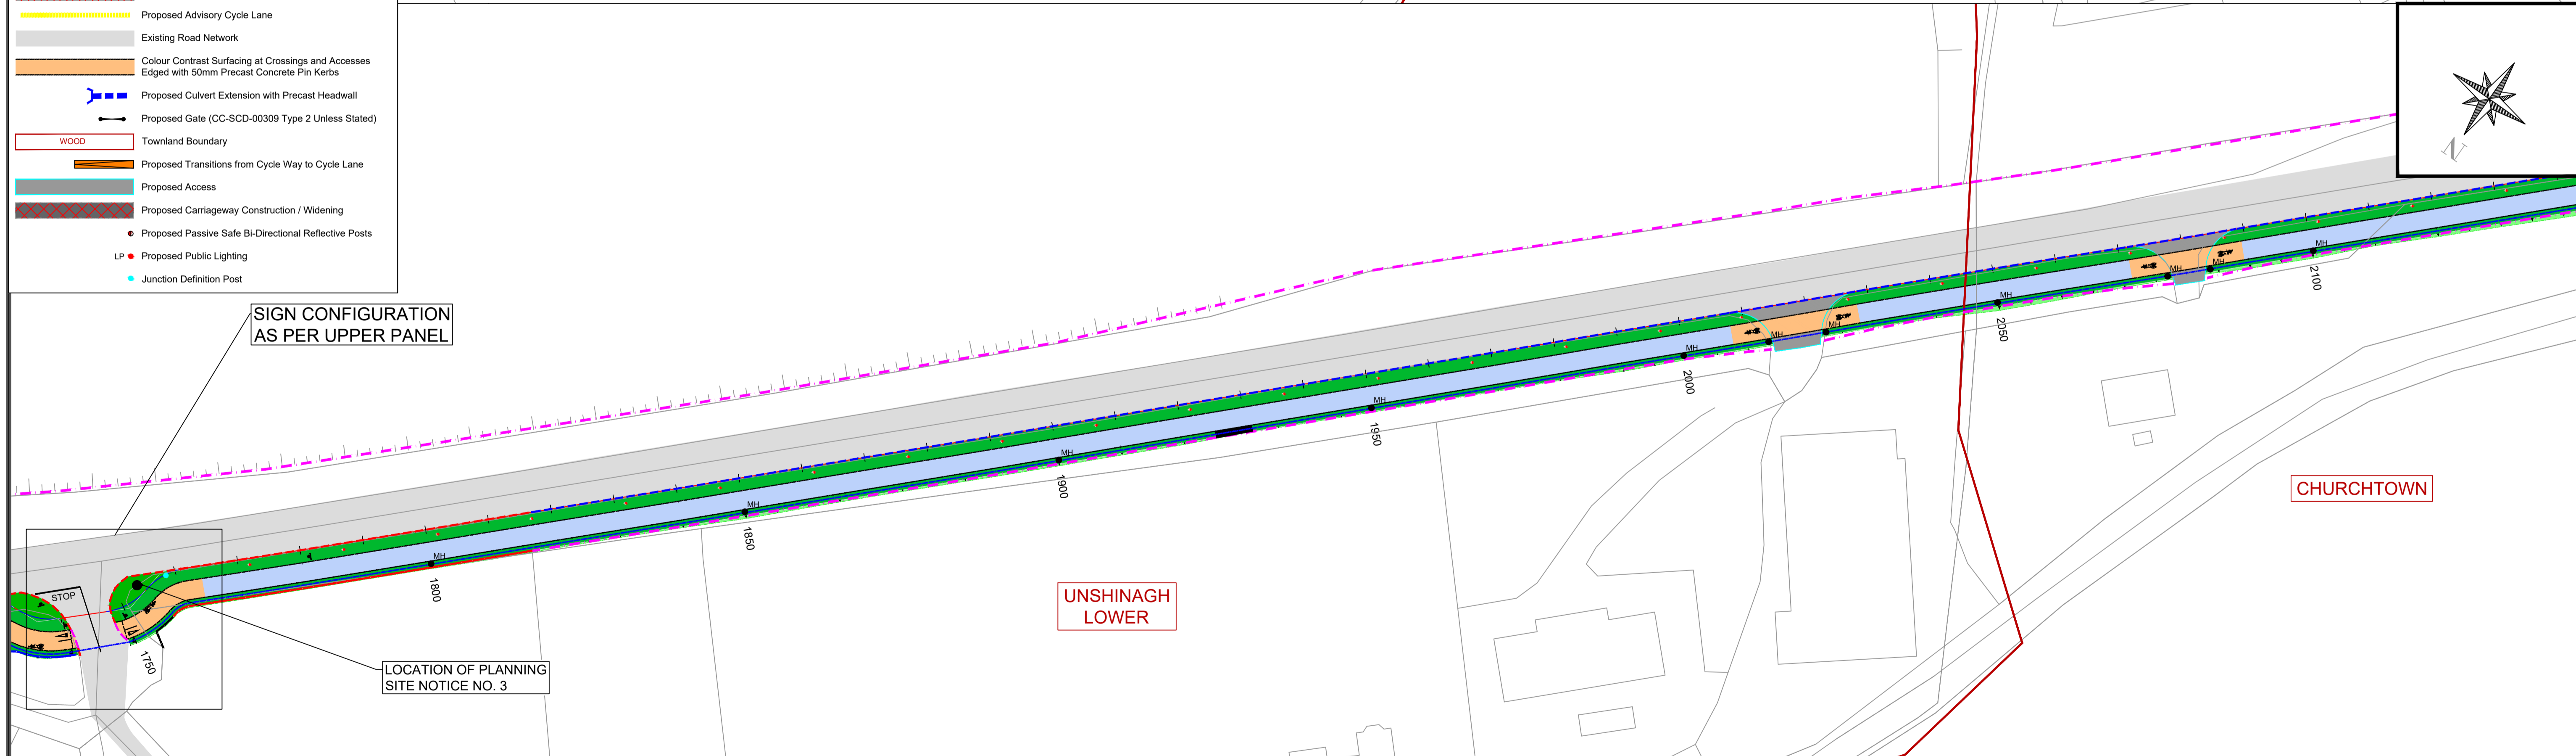 Proposed Advisory Cycle Lane
Existing Road Network
Colour Contrast Surfacing at Crossings and Accesses
Edged with 50mm Precast Concrete Pin Kerbs
Proposed Culvert Extension with Precast Headwall
Proposed Gate (CC-SCD-00309 Type 2 Unless Stated)
WOOD Townland Boundary
Proposed Transitions from Cycle Way to Cycle Lane
Proposed Access
Proposed Carriageway Construction / Widening
Proposed Passive Safe Bi-Directional Reflective Posts
LP Proposed Public Lighting
Junction Definition Post
SIGN CONFIGURATION
AS PER UPPER PANEL
STOP
1750
LOCATION OF PLANNING
SITE NOTICE NO. 3
MH
1800
MH
1850
MH
1900
MH
1950
MH
2000
MH
MH
MH
2050
MH
MH
MH
2100
UNSHINAGH
LOWER
CHURCHTOWN
N